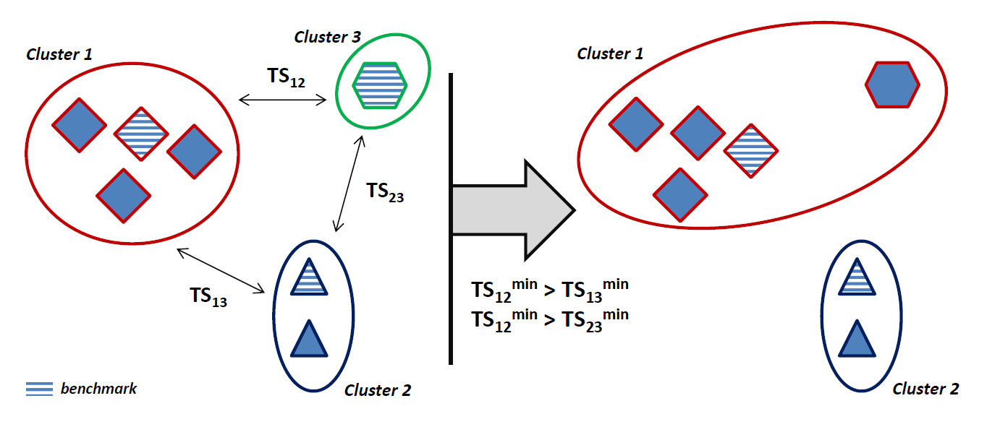 Cluster 3
Cluster 1
TS12
TS23
TS13
benchmark
Cluster 2
TS12min > TS13min
TS12min > TS23min
Cluster 1
Cluster 2